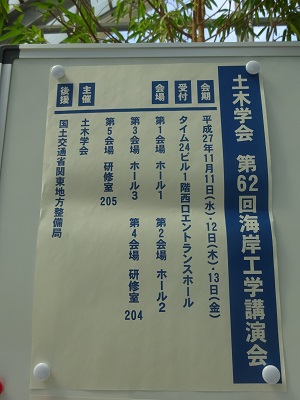 土木学会 第62回海岸工学講演会
会期 平成27年11月11日(水)・12日(木)・13日(金)
受付 タイム24ビル1階西口エントランスホール
会場 第1会場 ホール1 第2会場 ホール2
第3会場 ホール3 第4会場 研修室 204
第5会場 研修室 205
主催 土木学会
後援 国土交通省関東地方整備局